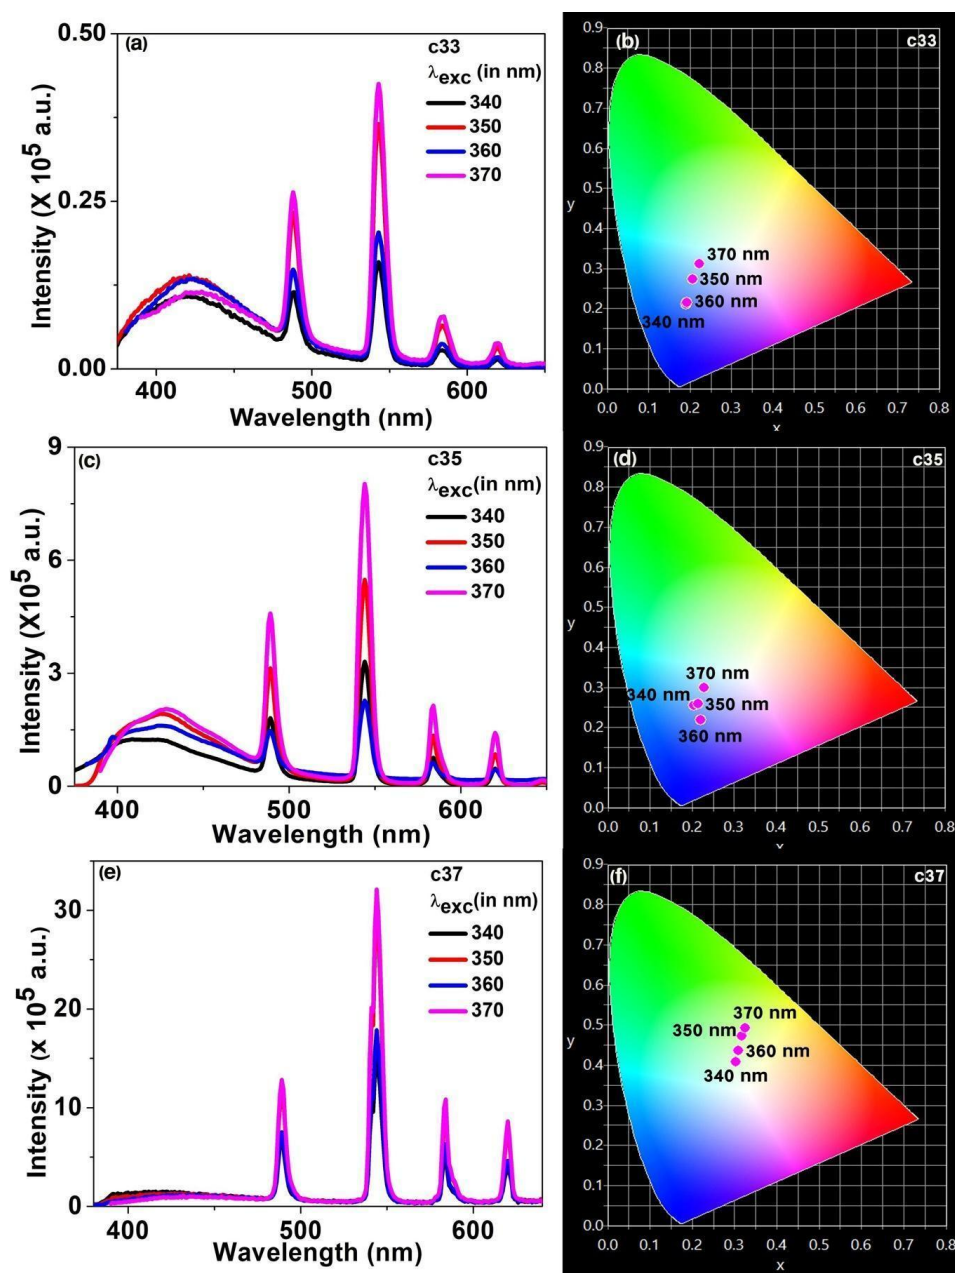 (a)
c33
λexc (in nm)
340
350
360
370
0.50
0.25
0.00
Intensity (X 10⁵ a.u.)
400 500 600
Wavelength (nm)
(b) c33
0.9
0.8
0.7
0.6
0.5
0.4
0.3
0.2
0.1
0.0
y
370 nm
350 nm
360 nm
340 nm
0.0 0.1 0.2 0.3 0.4 0.5 0.6 0.7 0.8
x
(c)
c35
λexc(in nm)
340
350
360
370
9
6
3
0
Intensity (X10⁵ a.u.)
400 500 600
Wavelength (nm)
(d) c35
0.9
0.8
0.7
0.6
0.5
0.4
0.3
0.2
0.1
0.0
y
370 nm
340 nm
350 nm
360 nm
0.0 0.1 0.2 0.3 0.4 0.5 0.6 0.7 0.8
x
(e)
c37
λexc(in nm)
340
350
360
370
30
20
10
0
Intensity (x 10⁵ a.u.)
400 500 600
Wavelength (nm)
(f) c37
0.9
0.8
0.7
0.6
0.5
0.4
0.3
0.2
0.1
0.0
y
370 nm
350 nm
360 nm
340 nm
0.0 0.1 0.2 0.3 0.4 0.5 0.6 0.7 0.8
x